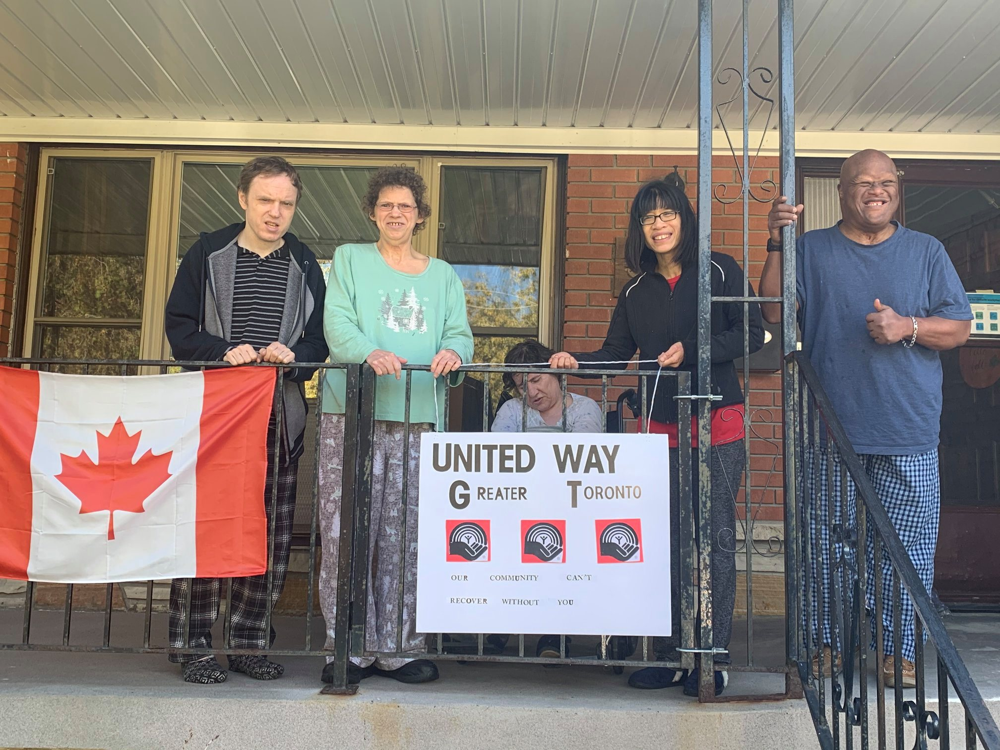 UNITED WAY
GREATER TORONTO
OUR COMMUNITY CAN'T
RECOVER WITHOUT YOU